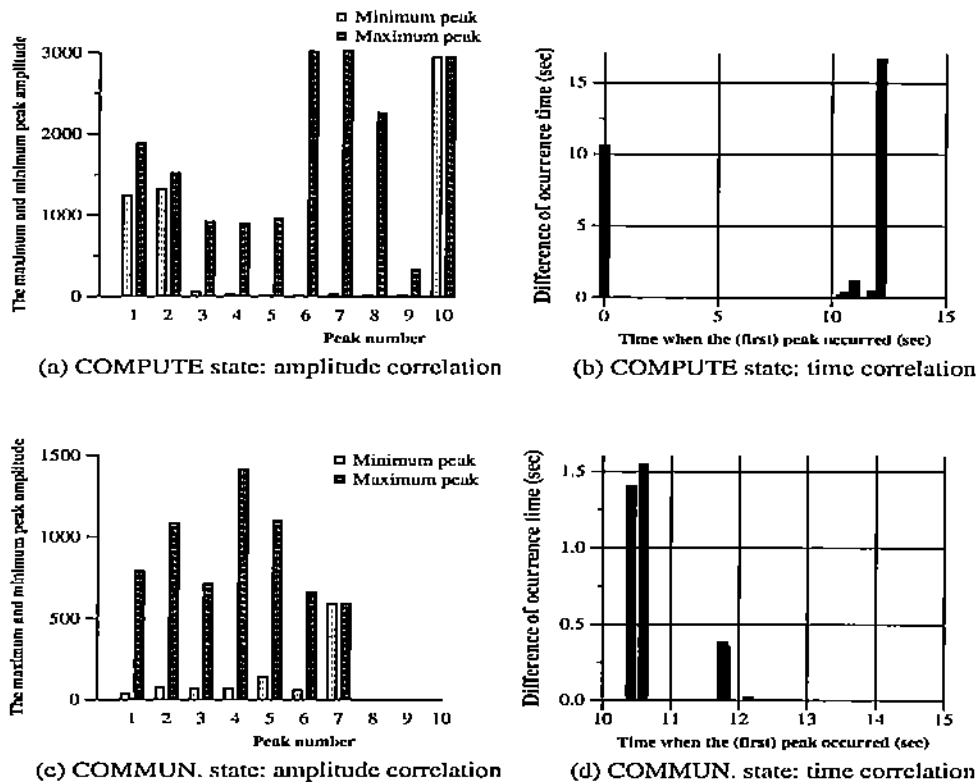 Minimum peak
Maximum peak
The maximum and minimum peak amplitude
3000
2000
1000
0
1 2 3 4 5 6 7 8 9 10
Peak number
(a) COMPUTE state: amplitude correlation
Difference of ocurrence time (sec)
15
10
5
0
0 5 10 15
Time when the (first) peak occurred (sec)
(b) COMPUTE state: time correlation
Minimum peak
Maximum peak
The maximum and minimum peak amplitude
1500
1000
500
0
1 2 3 4 5 6 7 8 9 10
Peak number
(c) COMMUN. state: amplitude correlation
Difference of ocurrence time (sec)
1.5
1.0
0.5
0.0
10 11 12 13 14 15
Time when the (first) peak occurred (sec)
(d) COMMUN. state: time correlation